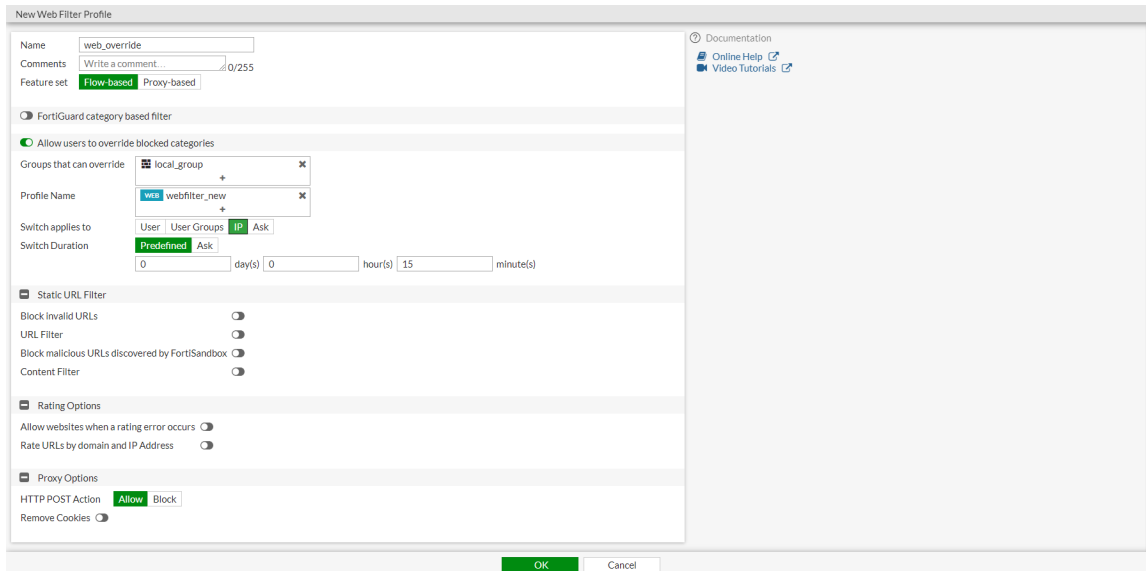 New Web Filter Profile
Name web_override
Comments Write a comment... 0/255
Feature set Flow-based Proxy-based
FortiGuard category based filter
Allow users to override blocked categories
Groups that can override local_group
+
Profile Name WEB webfilter_new
+
Switch applies to User User Groups IP Ask
Switch Duration Predefined Ask
0 day(s) 0 hour(s) 15 minute(s)
Static URL Filter
Block invalid URLs
URL Filter
Block malicious URLs discovered by FortiSandbox
Content Filter
Rating Options
Allow websites when a rating error occurs
Rate URLs by domain and IP Address
Proxy Options
HTTP POST Action Allow Block
Remove Cookies
Documentation
Online Help
Video Tutorials
OK Cancel